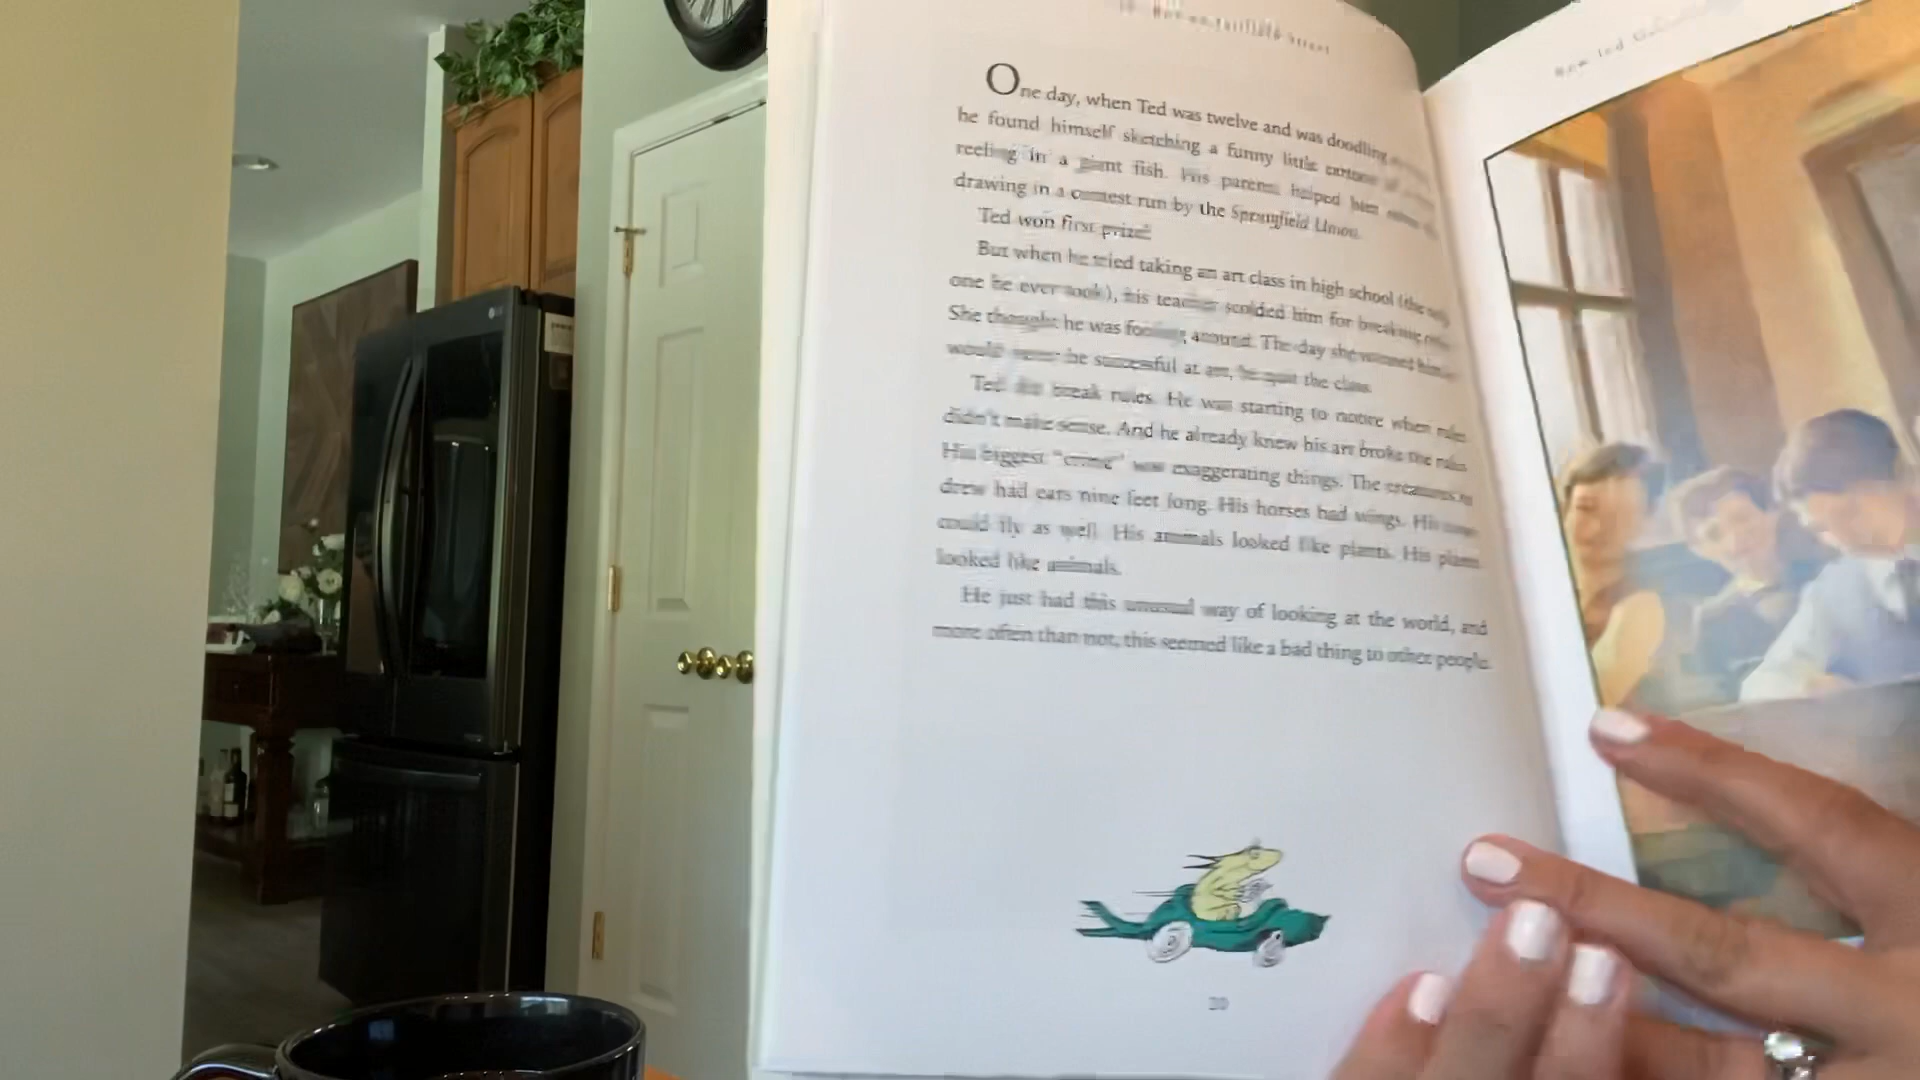 One day, when Ted was twelve and was doodling
he found himself sketching a funny little cartoon
reeling in a giant fish. His parents helped him
drawing in a contest run by the Springfield Union.
Ted won first prize!
But when he tried taking an art class in high school (the only
one he ever took), his teacher scolded him for breaking rules.
She thought he was fooling around. The day she warned him
would never be successful at art, he quit the class.
Ted did break rules. He was starting to notice when rules
didn't make sense. And he already knew his art broke the rules.
His biggest "crime" was exaggerating things. The creatures he
drew had ears nine feet long. His horses had wings. His
could fly as well. His animals looked like plants. His plants
looked like animals.
He just had this unusual way of looking at the world, and
more often than not, this seemed like a bad thing to other people.
20